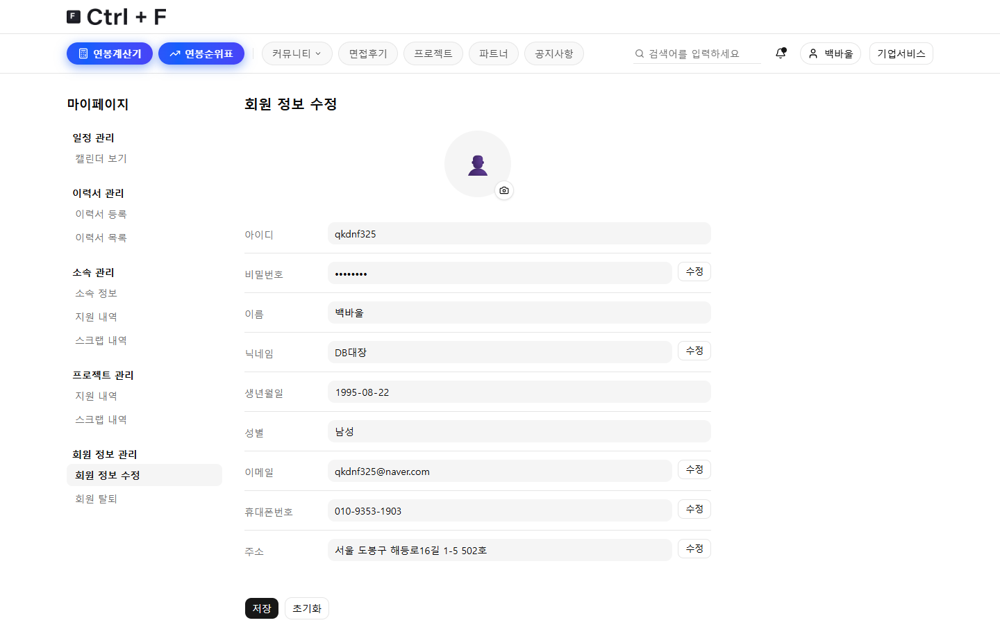 F Ctrl + F
연봉계산기 연봉순위표 커뮤니티 면접후기 프로젝트 파트너 공지사항 검색어를 입력하세요 백바울 기업서비스
마이페이지
일정 관리
캘린더 보기
이력서 관리
이력서 등록
이력서 목록
소속 관리
소속 정보
지원 내역
스크랩 내역
프로젝트 관리
지원 내역
스크랩 내역
회원 정보 관리
회원 정보 수정
회원 탈퇴
회원 정보 수정
아이디 qkdnf325
비밀번호 •••••••• 수정
이름 백바울
닉네임 DB대장 수정
생년월일 1995-08-22
성별 남성
이메일 qkdnf325@naver.com 수정
휴대폰번호 010-9353-1903 수정
주소 서울 도봉구 해등로16길 1-5 502호 수정
저장 초기화